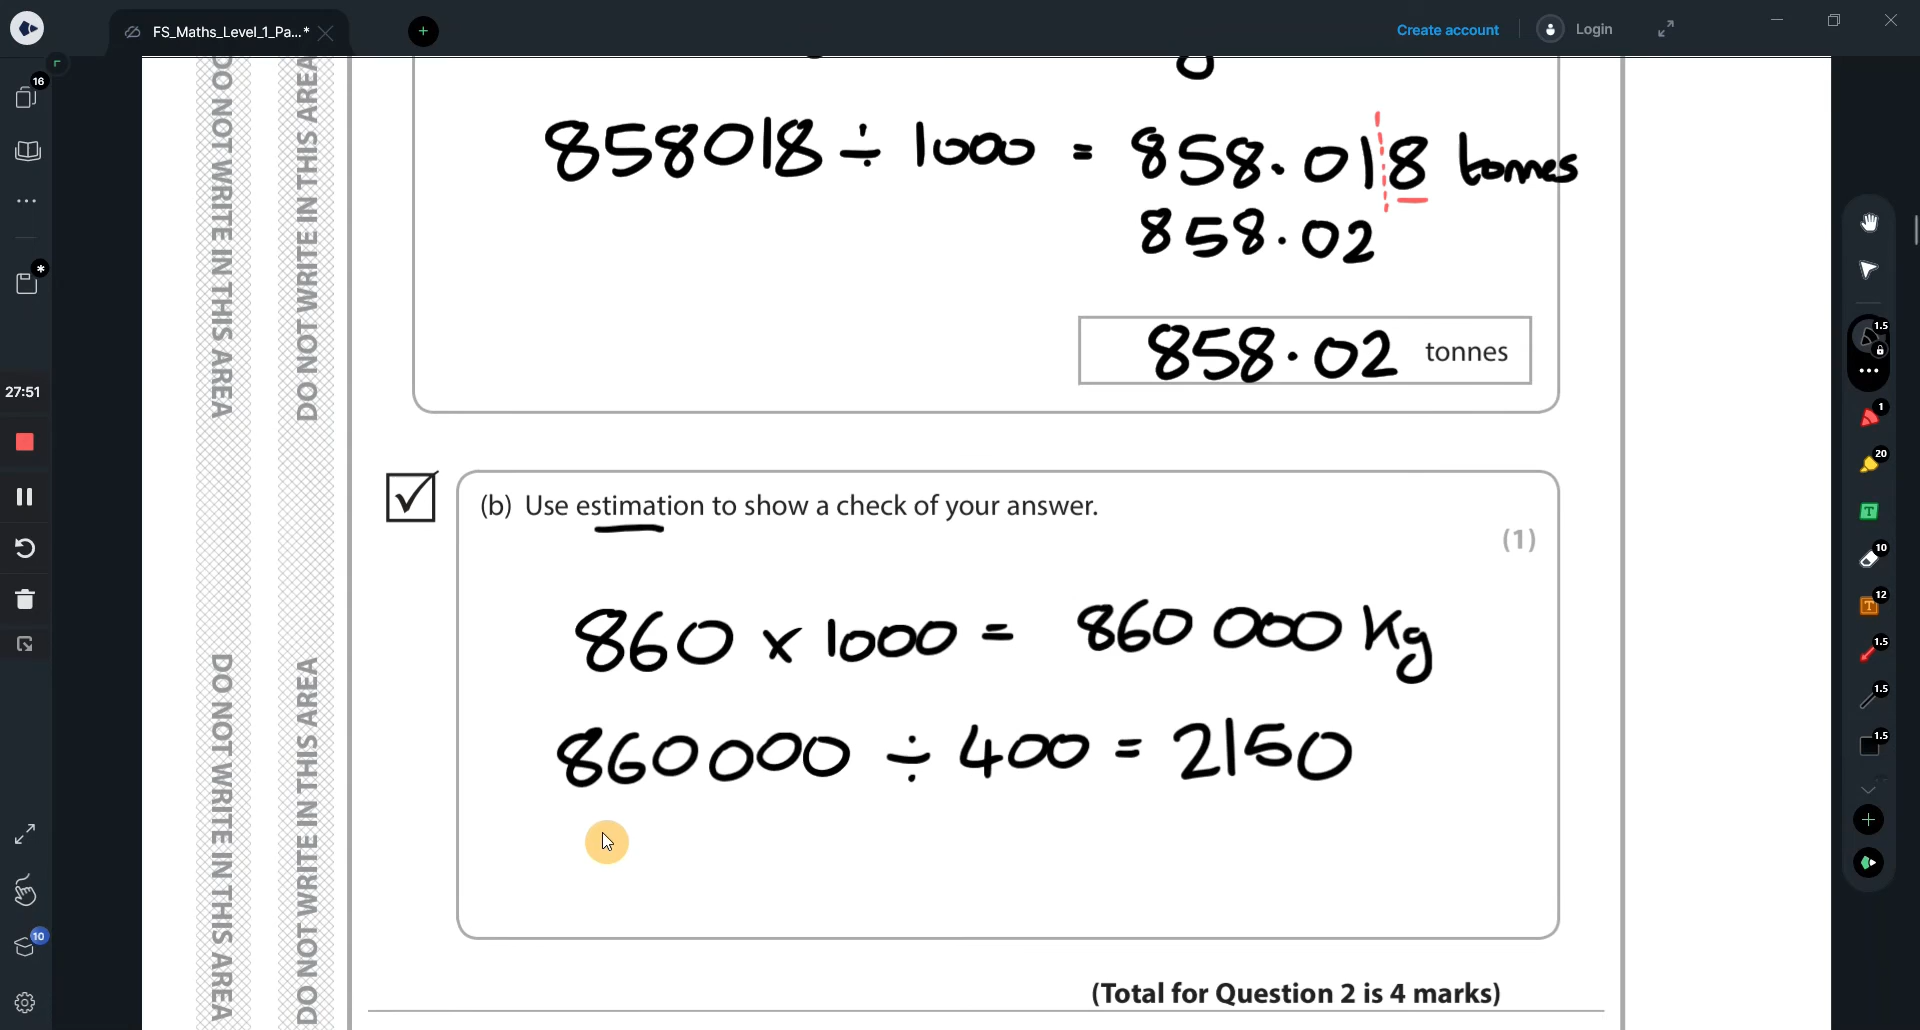 FS_Maths_Level_1_Pa...*
Create account
Login
16
27:51
10
DO NOT WRITE IN THIS AREA
DO NOT WRITE IN THIS AREA
DO NOT WRITE IN THIS AREA
DO NOT WRITE IN THIS AREA
858018 ÷ 1000 = 858.018 tonnes
858.02
858.02 tonnes
(b) Use estimation to show a check of your answer.
(1)
860 x 1000 = 860 000 Kg
860000 ÷ 400 = 2150
(Total for Question 2 is 4 marks)
1.5
1
20
T
10
T 12
1.5
1.5
1.5